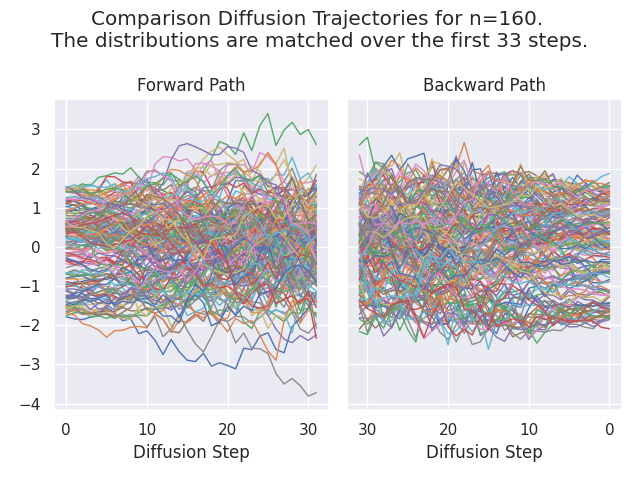 Comparison Diffusion Trajectories for n=160.
The distributions are matched over the first 33 steps.
Forward Path
Backward Path
3
2
1
0
−1
−2
−3
−4
0 10 20 30
30 20 10 0
Diffusion Step
Diffusion Step